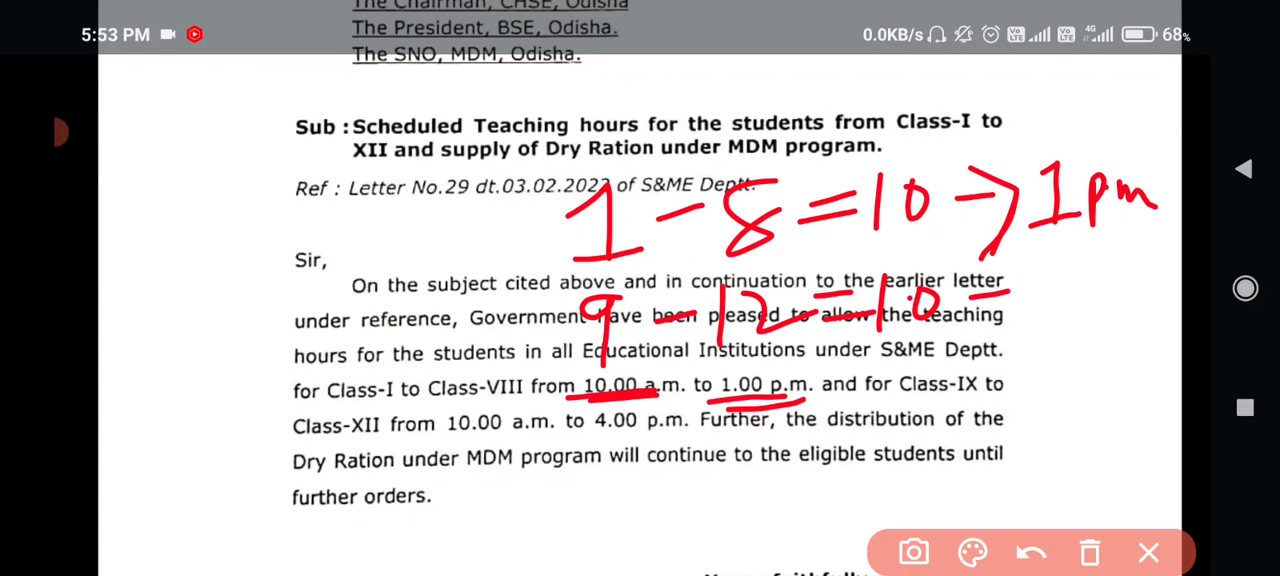 5:53 PM 0.0KB/s VoLTE VoLTE 4G 68%
The Chairman, CHSE, Odisha
The President, BSE, Odisha.
The SNO, MDM, Odisha.
Sub : Scheduled Teaching hours for the students from Class-I to
XII and supply of Dry Ration under MDM program.
Ref : Letter No.29 dt.03.02.2022 of S&ME Deptt.
1 - 8 = 10 → 1 pm
Sir,
On the subject cited above and in continuation to the earlier letter
9 - 12 = 10 -
under reference, Government have been pleased to allow the teaching
hours for the students in all Educational Institutions under S&ME Deptt.
for Class-I to Class-VIII from 10.00 a.m. to 1.00 p.m. and for Class-IX to
Class-XII from 10.00 a.m. to 4.00 p.m. Further, the distribution of the
Dry Ration under MDM program will continue to the eligible students until
further orders.